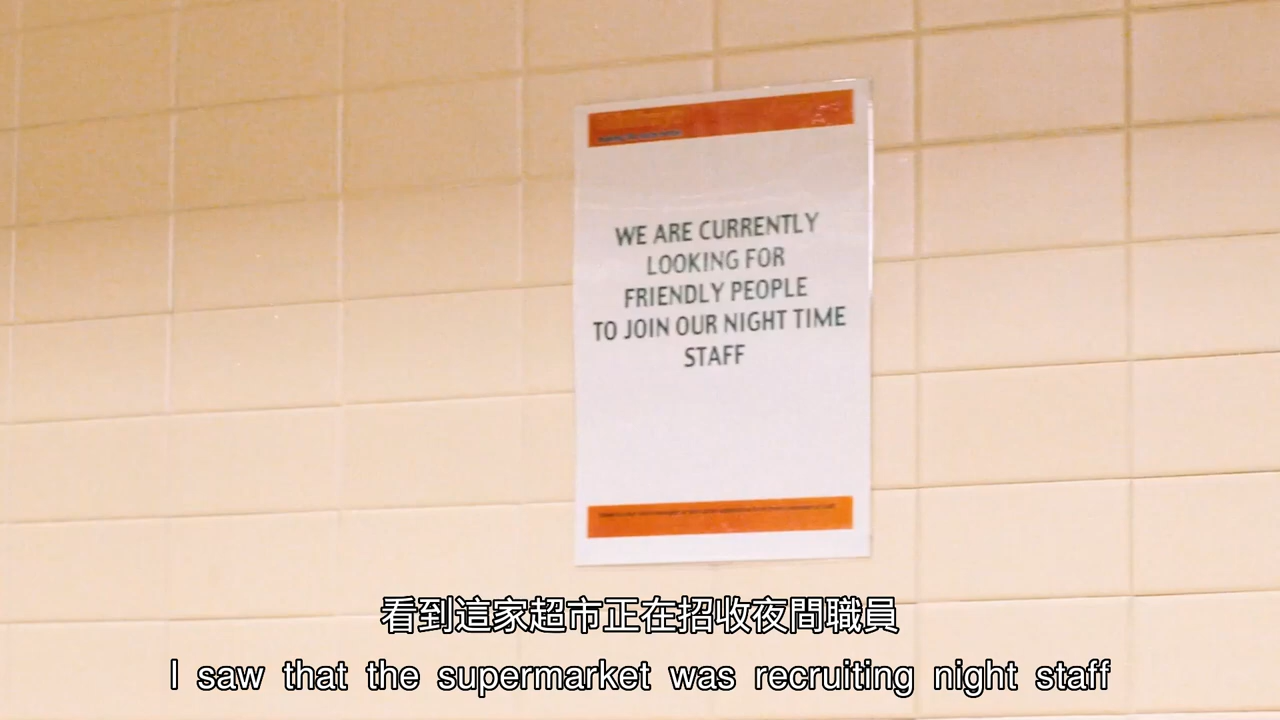 WE ARE CURRENTLY
LOOKING FOR
FRIENDLY PEOPLE
TO JOIN OUR NIGHT TIME
STAFF
看到這家超市正在招收夜間職員
I saw that the supermarket was recruiting night staff